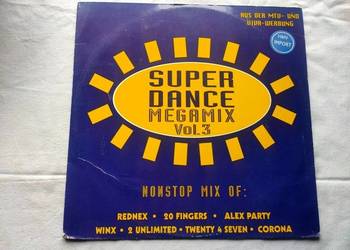 AUS DER MTV- UND
VIVA-WERBUNG
IMPORT
SUPER
DANCE
MEGAMIX
VOL.3
NONSTOP MIX OF:
REDNEX • 20 FINGERS • ALEX PARTY
WINX • 2 UNLIMITED • TWENTY 4 SEVEN • CORONA